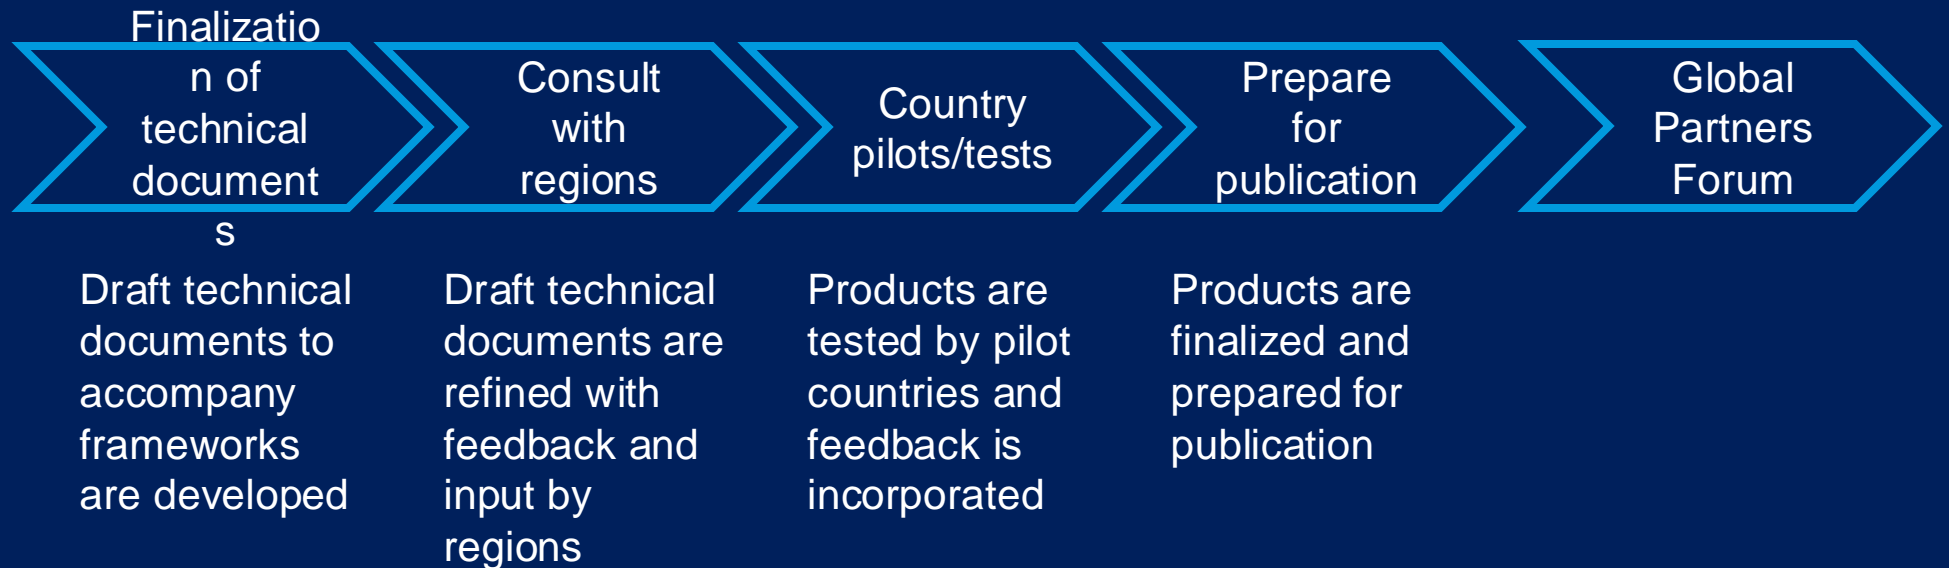 Finalizatio
n of
technical
document
s
Consult
with
regions
Country
pilots/tests
Prepare
for
publication
Global
Partners
Forum
Draft technical
documents to
accompany
frameworks
are developed
Draft technical
documents are
refined with
feedback and
input by
regions
Products are
tested by pilot
countries and
feedback is
incorporated
Products are
finalized and
prepared for
publication